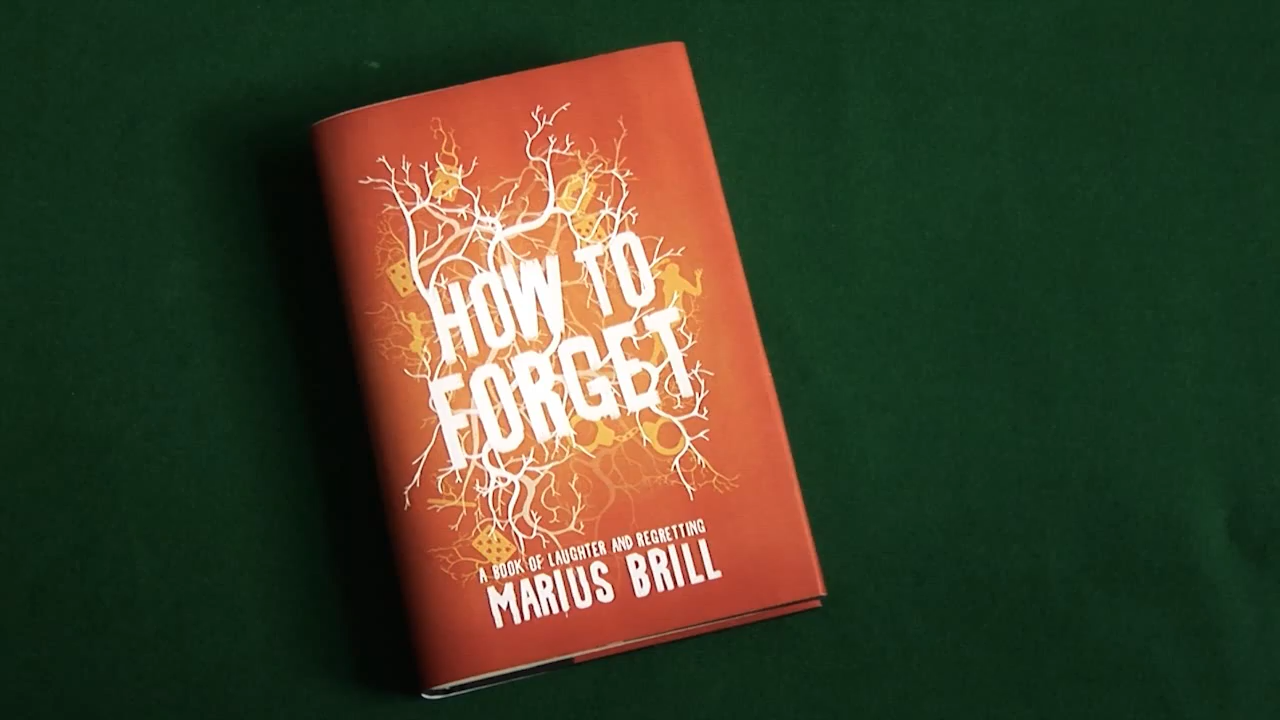 HOW TO
FORGET
A BOOK OF LAUGHTER AND REGRETTING
MARIUS BRILL